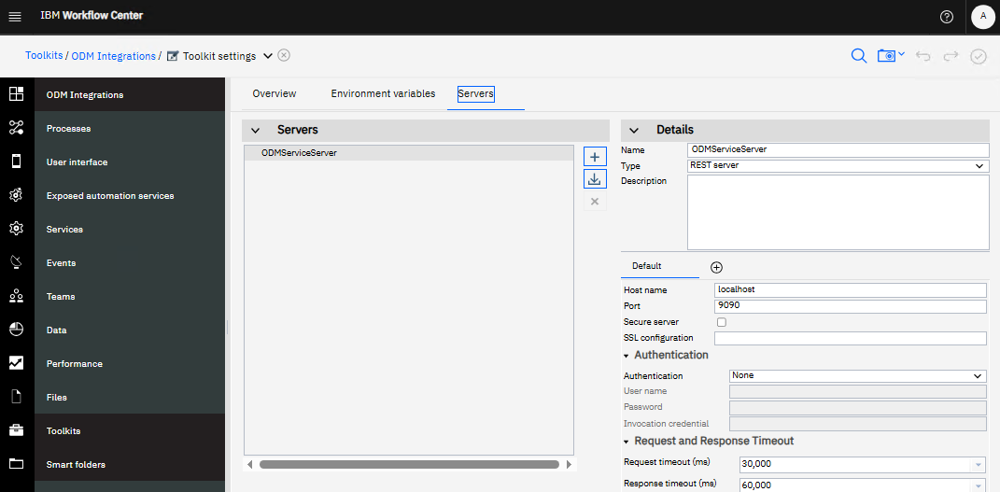 IBM Workflow Center
A
Toolkits / ODM Integrations / Toolkit settings
ODM Integrations
Processes
User interface
Exposed automation services
Services
Events
Teams
Data
Performance
Files
Toolkits
Smart folders
Overview Environment variables Servers
Servers
ODMServiceServer
Details
Name ODMServiceServer
Type REST server
Description
Default
Host name localhost
Port 9090
Secure server
SSL configuration
Authentication
Authentication None
User name
Password
Invocation credential
Request and Response Timeout
Request timeout (ms) 30,000
Response timeout (ms) 60,000